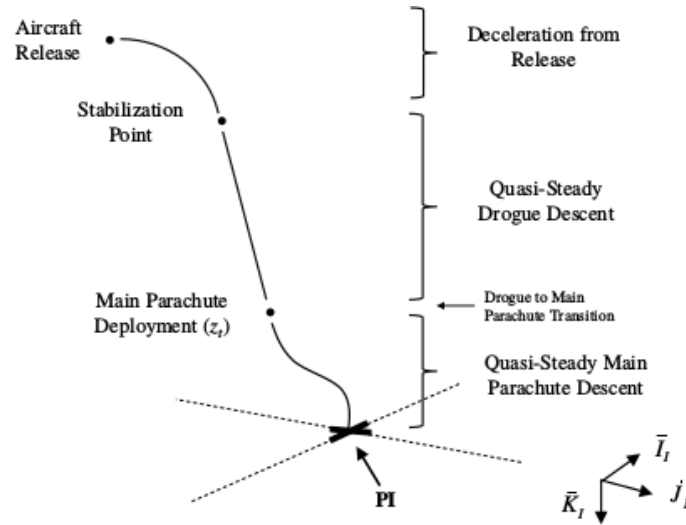 Aircraft
Release
Deceleration from
Release
Stabilization
Point
Quasi-Steady
Drogue Descent
Main Parachute
Deployment (z_t)
Drogue to Main
Parachute Transition
Quasi-Steady Main
Parachute Descent
PI
Ī_I
j_I
K̄_I